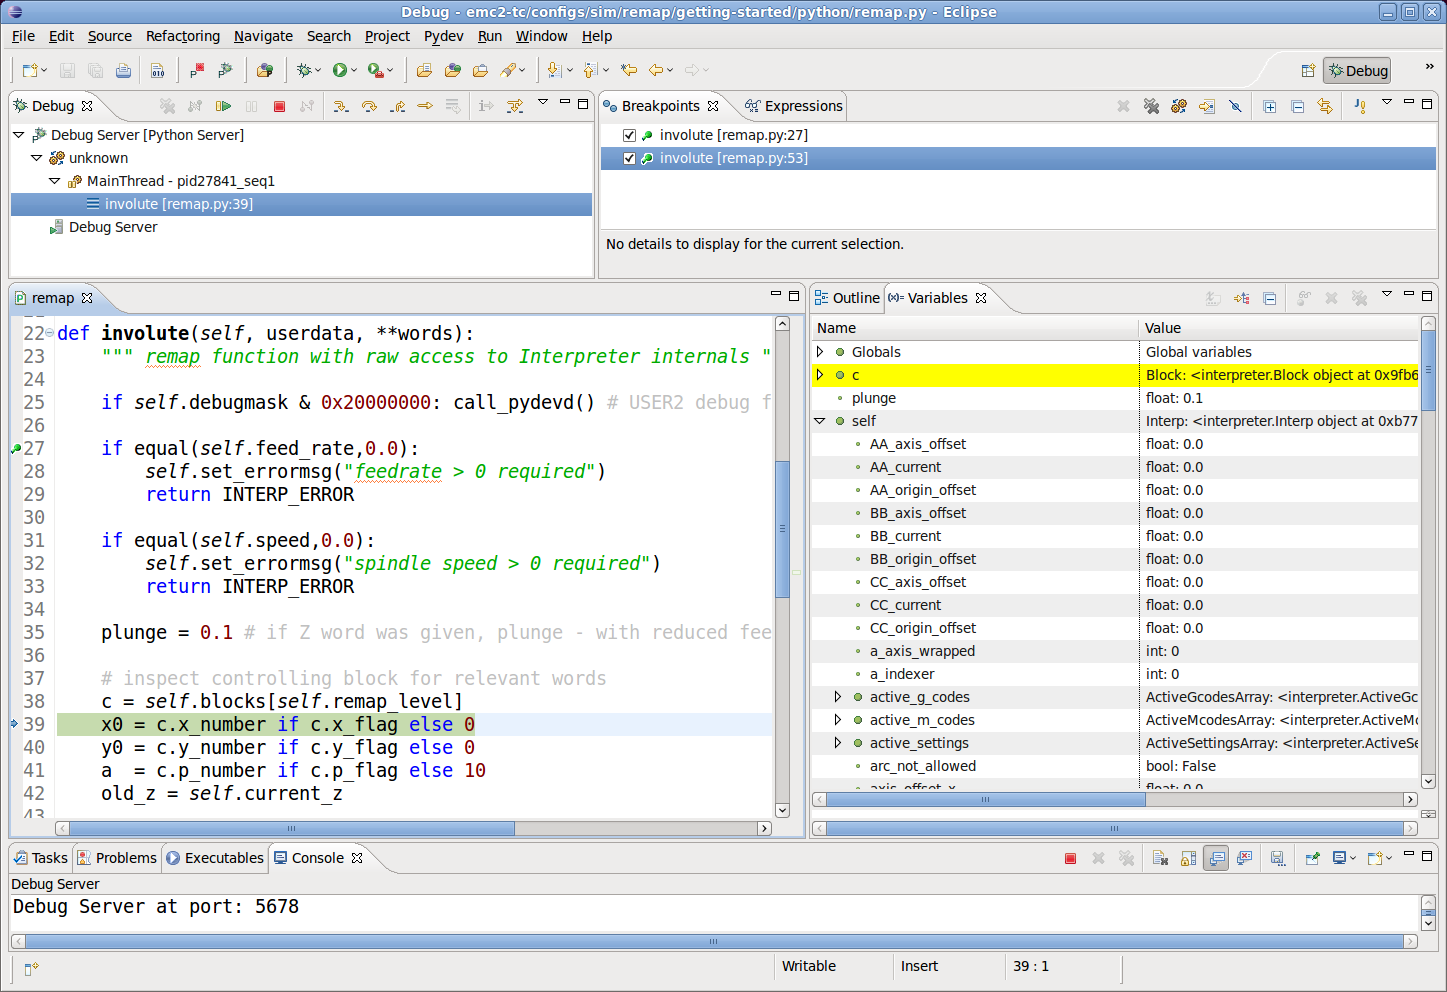 Debug - emc2-tc/configs/sim/remap/getting-started/python/remap.py - Eclipse
File Edit Source Refactoring Navigate Search Project Pydev Run Window Help
Debug
Debug
Debug Server [Python Server]
unknown
MainThread - pid27841_seq1
involute [remap.py:39]
Debug Server
Breakpoints Expressions
involute [remap.py:27]
involute [remap.py:53]
No details to display for the current selection.
remap
22 def involute(self, userdata, **words):
23 """ remap function with raw access to Interpreter internals "
24
25 if self.debugmask & 0x20000000: call_pydevd() # USER2 debug f
26
27 if equal(self.feed_rate,0.0):
28 self.set_errormsg("feedrate > 0 required")
29 return INTERP_ERROR
30
31 if equal(self.speed,0.0):
32 self.set_errormsg("spindle speed > 0 required")
33 return INTERP_ERROR
34
35 plunge = 0.1 # if Z word was given, plunge - with reduced fee
36
37 # inspect controlling block for relevant words
38 c = self.blocks[self.remap_level]
39 x0 = c.x_number if c.x_flag else 0
40 y0 = c.y_number if c.y_flag else 0
41 a  = c.p_number if c.p_flag else 10
42 old_z = self.current_z
43
Outline (x)= Variables
Name Value
Globals Global variables
c Block: <interpreter.Block object at 0x9fb6
plunge float: 0.1
self Interp: <interpreter.Interp object at 0xb77
AA_axis_offset float: 0.0
AA_current float: 0.0
AA_origin_offset float: 0.0
BB_axis_offset float: 0.0
BB_current float: 0.0
BB_origin_offset float: 0.0
CC_axis_offset float: 0.0
CC_current float: 0.0
CC_origin_offset float: 0.0
a_axis_wrapped int: 0
a_indexer int: 0
active_g_codes ActiveGcodesArray: <interpreter.ActiveGc
active_m_codes ActiveMcodesArray: <interpreter.ActiveMc
active_settings ActiveSettingsArray: <interpreter.ActiveSe
arc_not_allowed bool: False
axis_offset_x float: 0.0
Tasks Problems Executables Console
Debug Server
Debug Server at port: 5678
Writable Insert 39 : 1